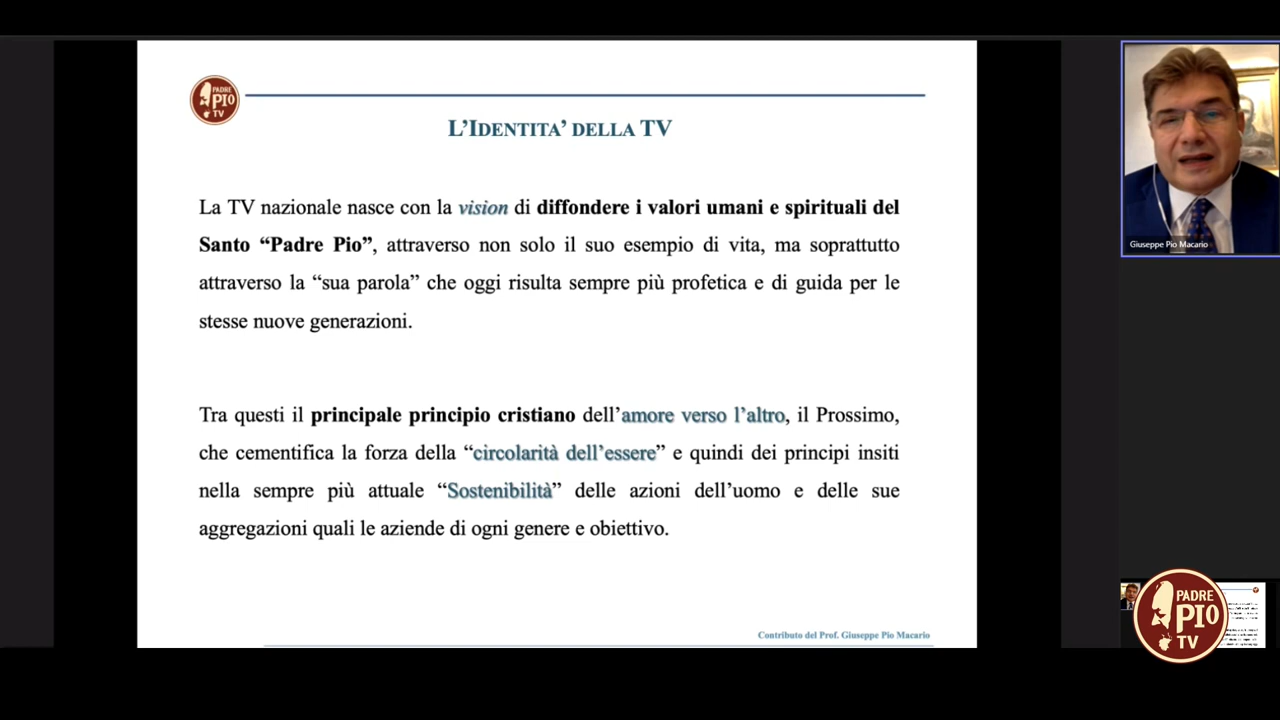 PADRE
PIO
TV
L'IDENTITA' DELLA TV
La TV nazionale nasce con la vision di diffondere i valori umani e spirituali del
Santo “Padre Pio”, attraverso non solo il suo esempio di vita, ma soprattutto
attraverso la “sua parola” che oggi risulta sempre più profetica e di guida per le
stesse nuove generazioni.
Tra questi il principale principio cristiano dell’amore verso l’altro, il Prossimo,
che cementifica la forza della “circolarità dell’essere” e quindi dei principi insiti
nella sempre più attuale “Sostenibilità” delle azioni dell’uomo e delle sue
aggregazioni quali le aziende di ogni genere e obiettivo.
Contributo del Prof. Giuseppe Pio Macario
Giuseppe Pio Macario
PADRE
PIO
TV